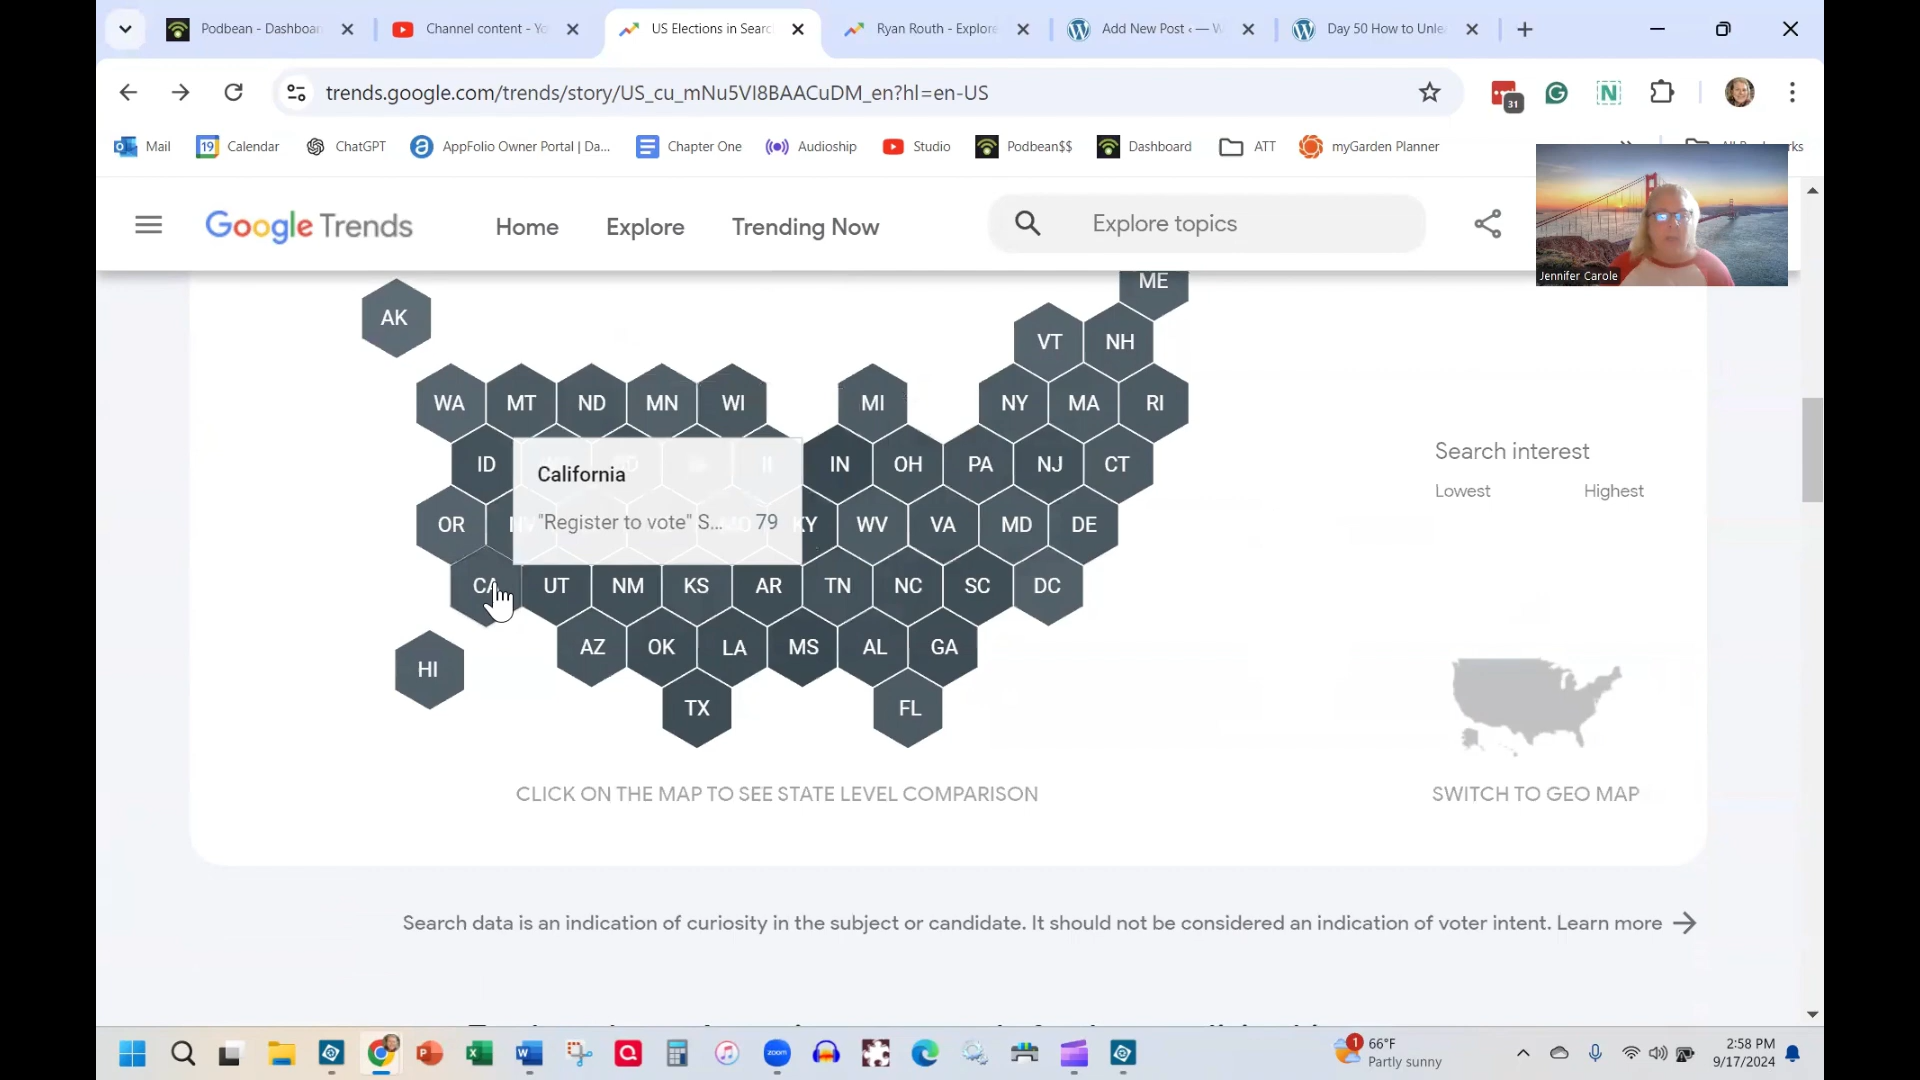 Podbean - Dashboar
Channel content - Yo
US Elections in Searc
Ryan Routh - Explore
Add New Post ‹ — W
Day 50 How to Unle
trends.google.com/trends/story/US_cu_mNu5VI8BAACuDM_en?hl=en-US
31
Mail
19
Calendar
ChatGPT
AppFolio Owner Portal | Da...
Chapter One
Audioship
Studio
Podbean$$
Dashboard
ATT
myGarden Planner
Google Trends
Home
Explore
Trending Now
Explore topics
Jennifer Carole
ME
AK
VT NH
WA MT ND MN WI MI NY MA RI
ID IN OH PA NJ CT
OR KY WV VA MD DE
CA UT NM KS AR TN NC SC DC
AZ OK LA MS AL GA
HI
TX FL
California
"Register to vote" S... 79
Search interest
Lowest Highest
CLICK ON THE MAP TO SEE STATE LEVEL COMPARISON
SWITCH TO GEO MAP
Search data is an indication of curiosity in the subject or candidate. It should not be considered an indication of voter intent. Learn more
zoom
1
66°F
Partly sunny
2:58 PM
9/17/2024